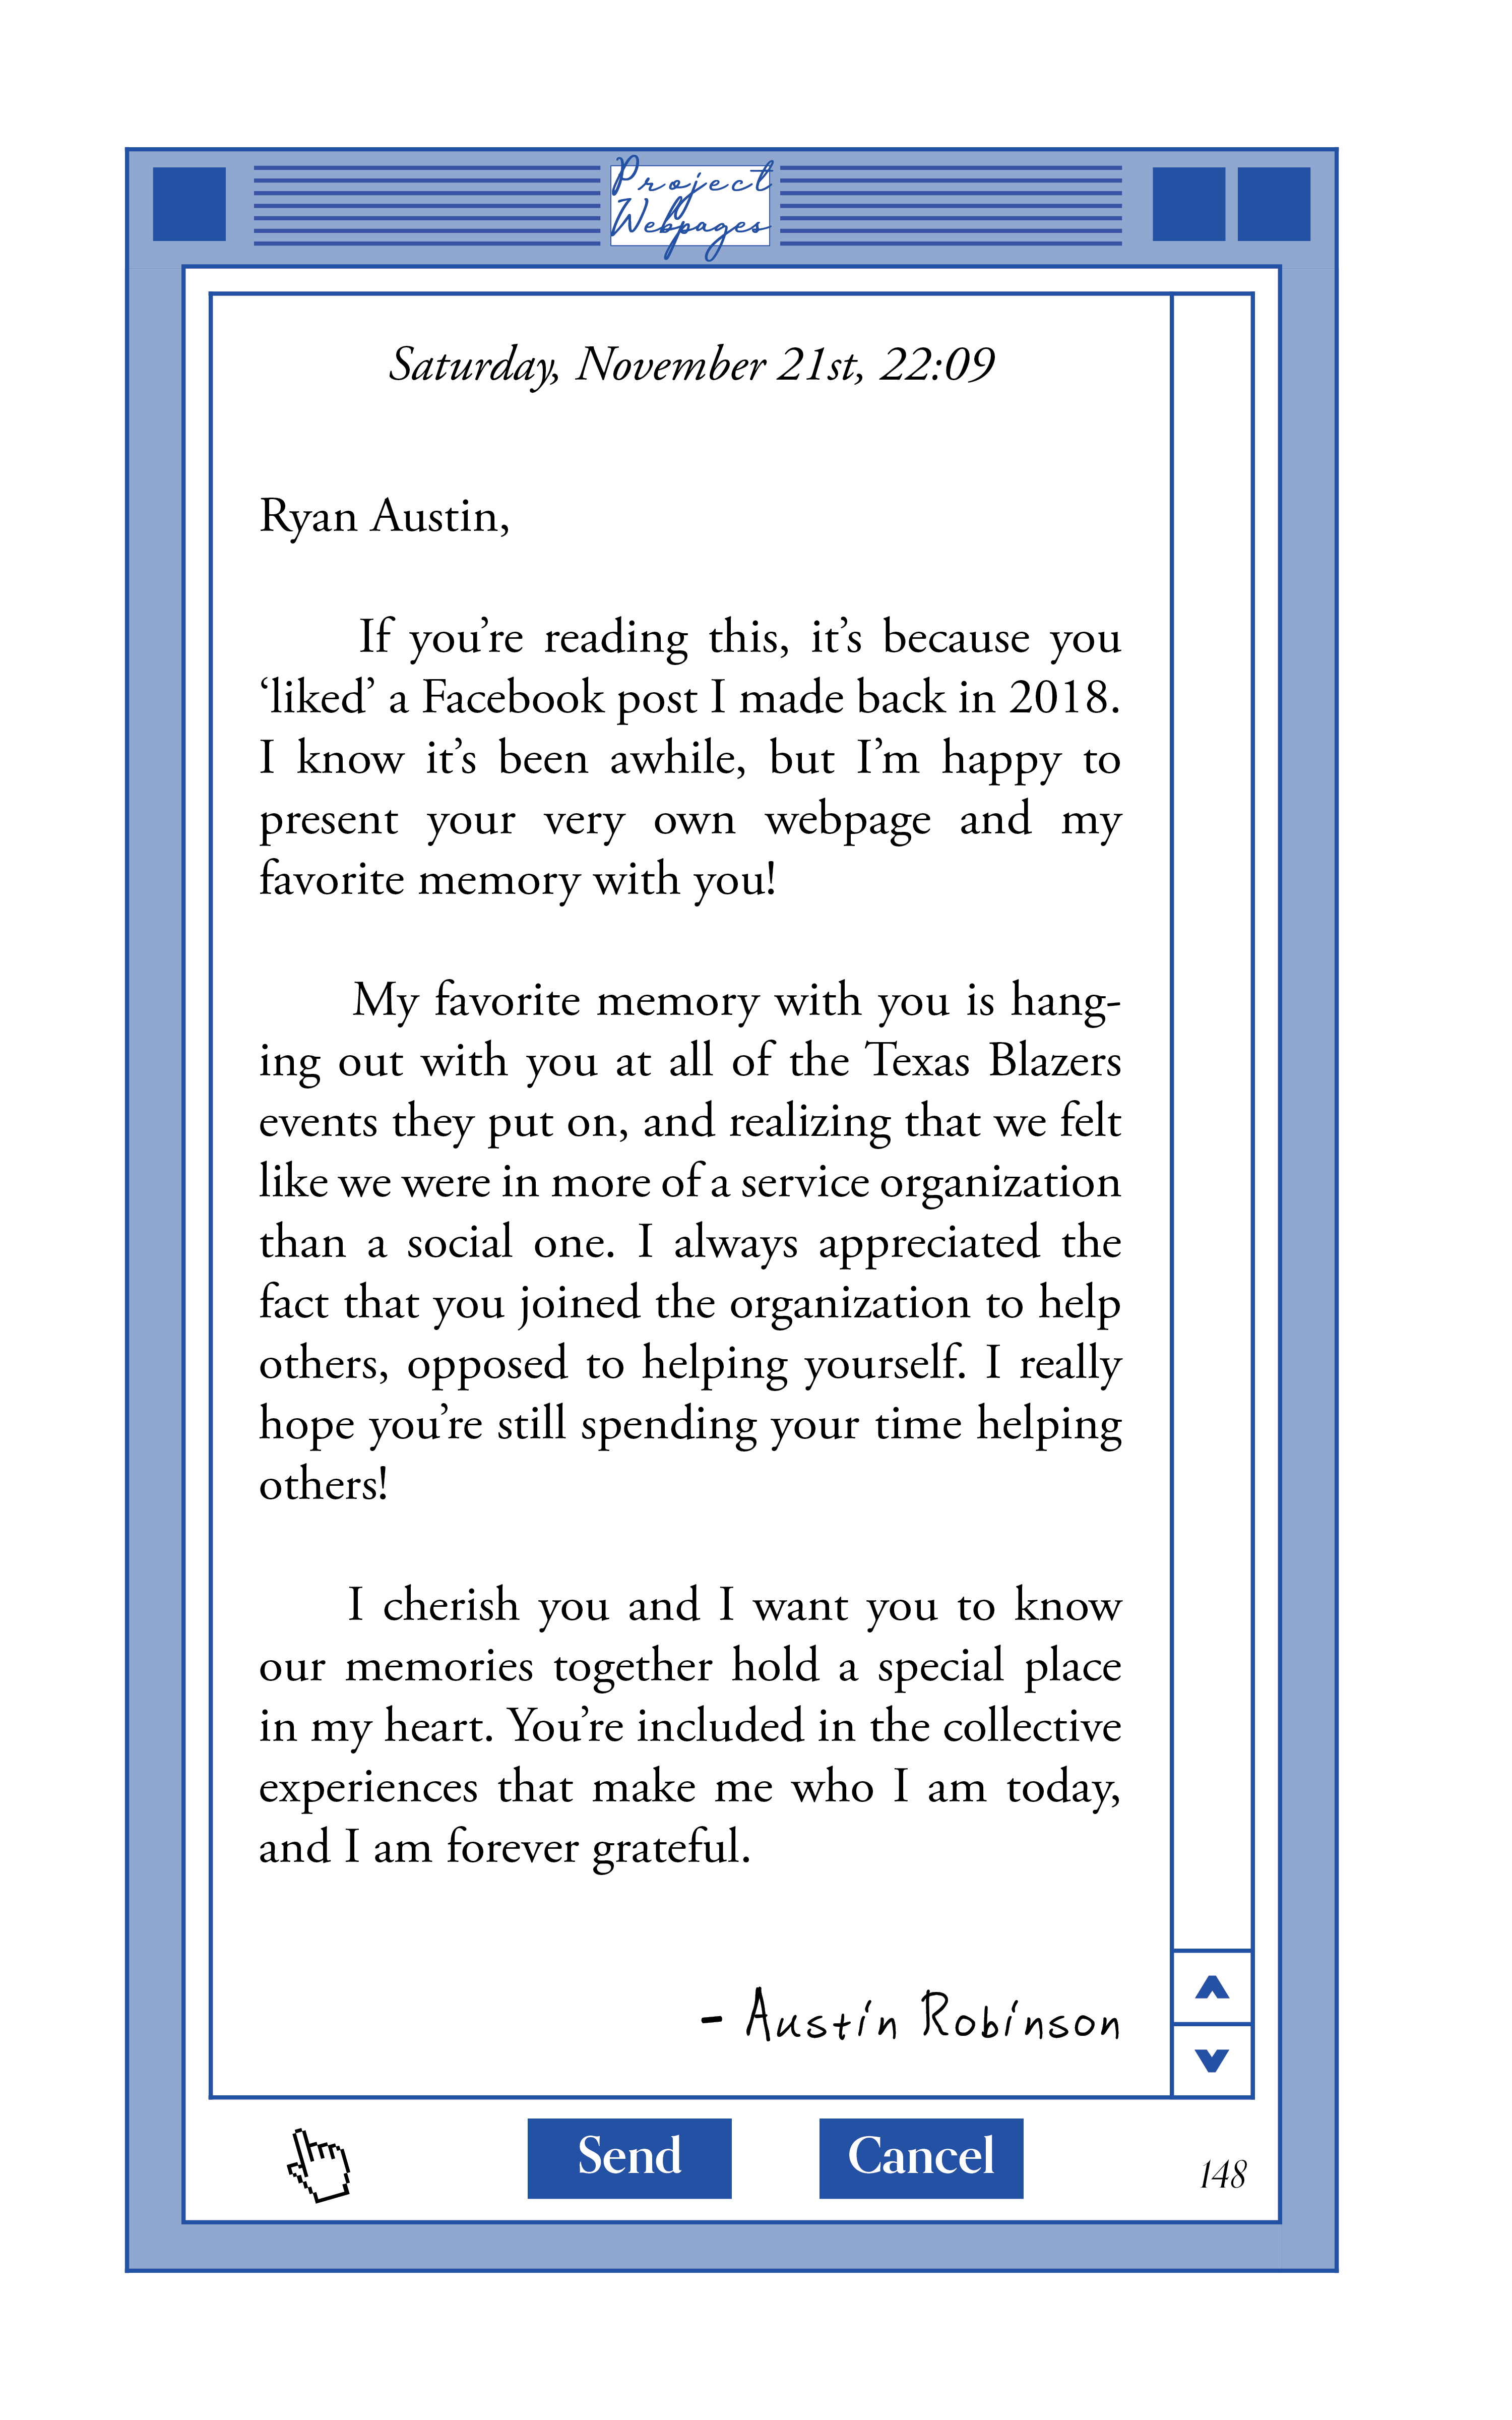 Project
Webpages
Saturday, November 21st, 22:09
Ryan Austin,
If you’re reading this, it’s because you
‘liked’ a Facebook post I made back in 2018.
I know it’s been awhile, but I’m happy to
present your very own webpage and my
favorite memory with you!
My favorite memory with you is hang-
ing out with you at all of the Texas Blazers
events they put on, and realizing that we felt
like we were in more of a service organization
than a social one. I always appreciated the
fact that you joined the organization to help
others, opposed to helping yourself. I really
hope you’re still spending your time helping
others!
I cherish you and I want you to know
our memories together hold a special place
in my heart. You’re included in the collective
experiences that make me who I am today,
and I am forever grateful.
- Austin Robinson
Send Cancel 148